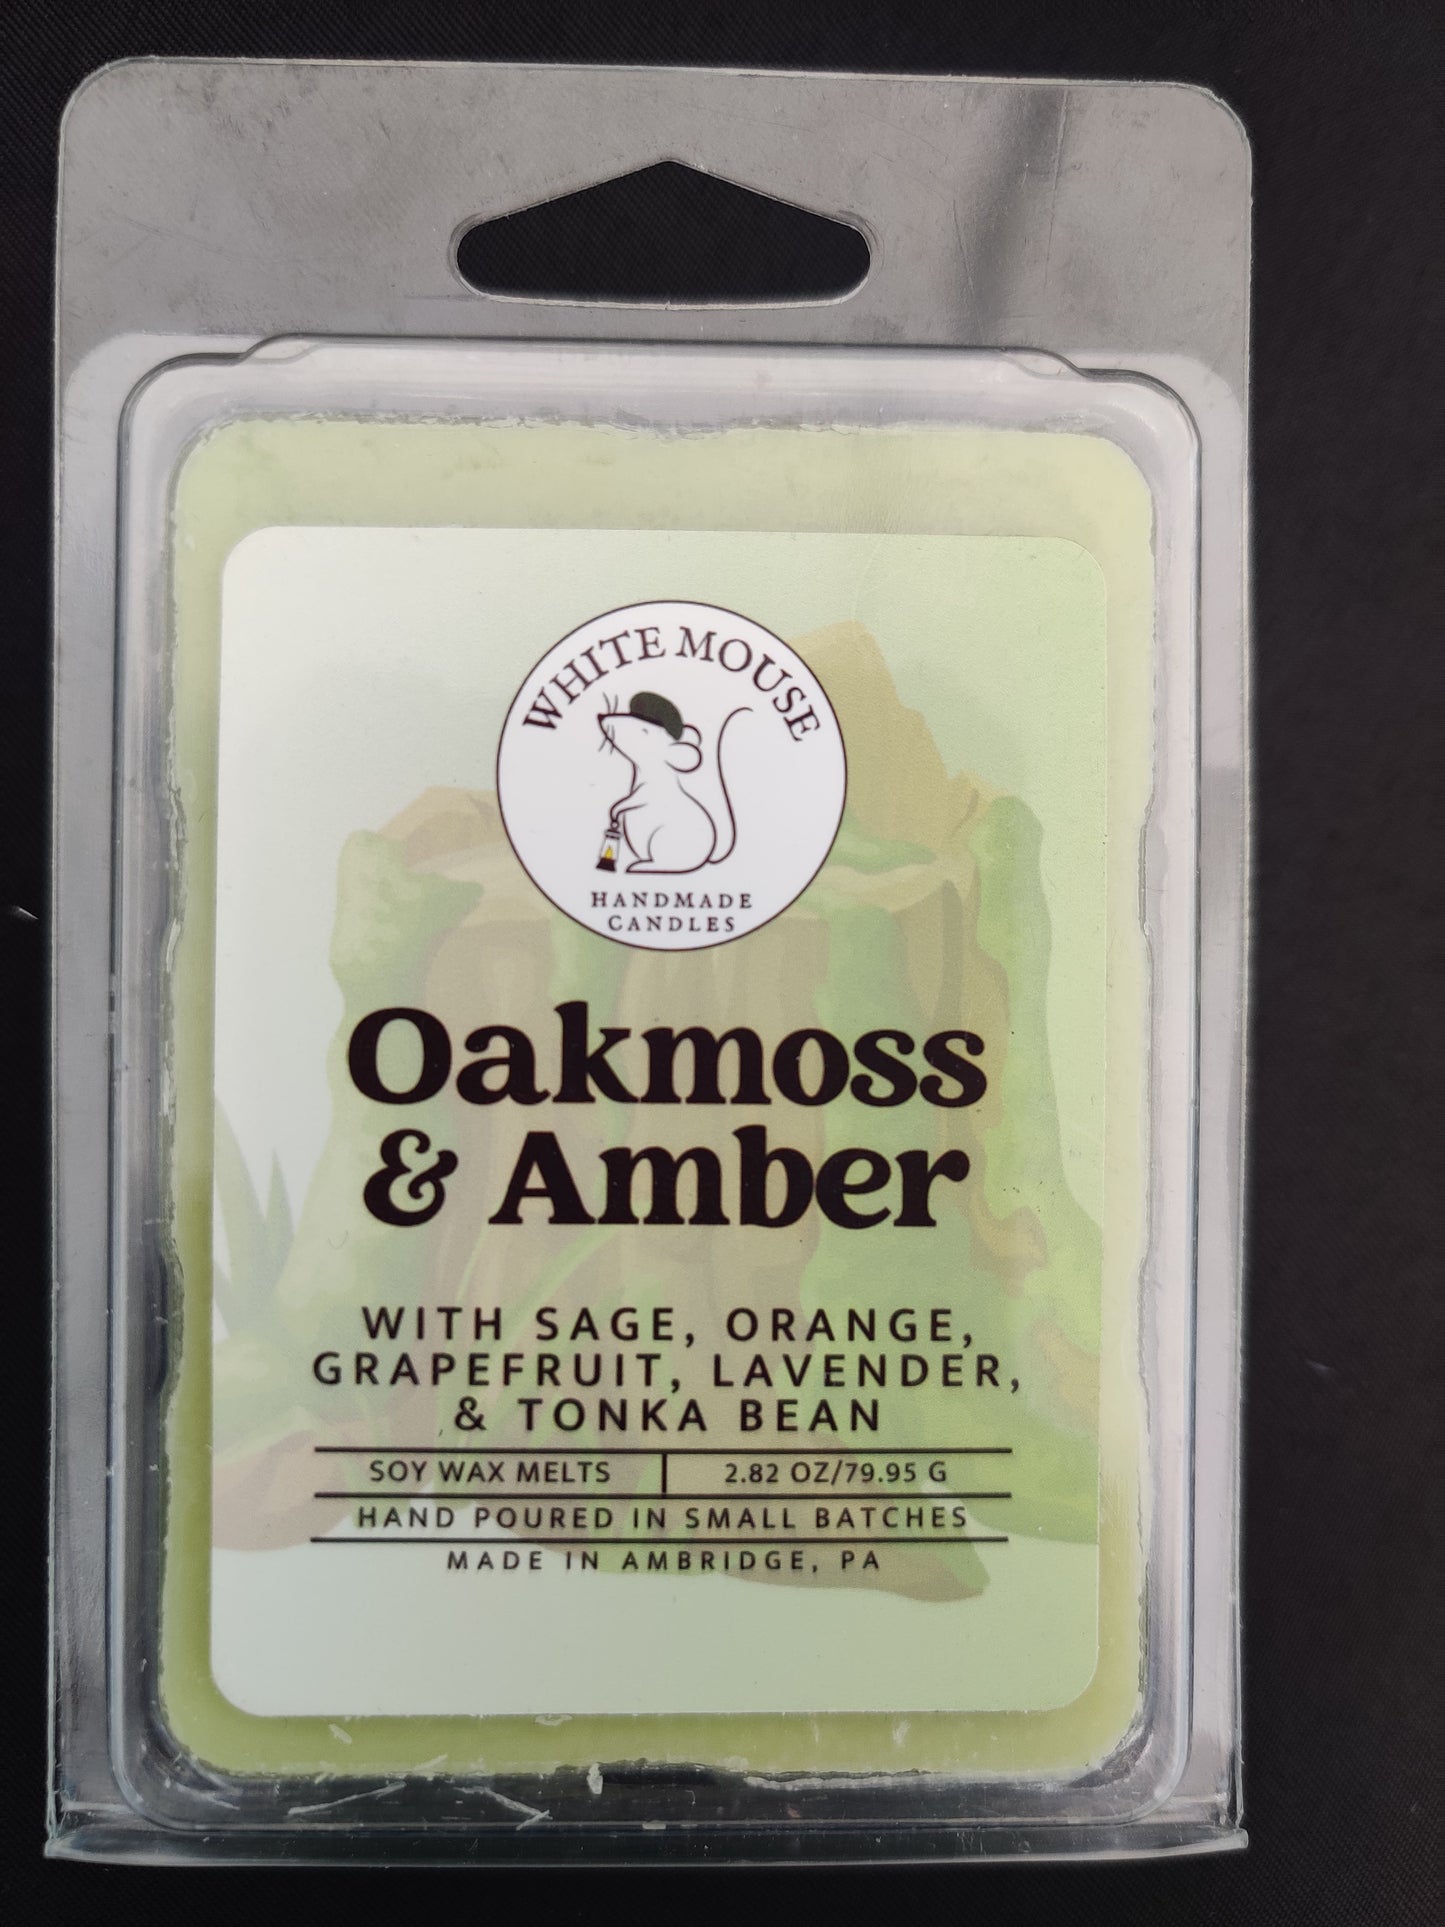 WHITE MOUSE
HANDMADE
CANDLES
Oakmoss
& Amber
WITH SAGE, ORANGE,
GRAPEFRUIT, LAVENDER,
& TONKA BEAN
SOY WAX MELTS
2.82 OZ/79.95 G
HAND POURED IN SMALL BATCHES
MADE IN AMBRIDGE, PA